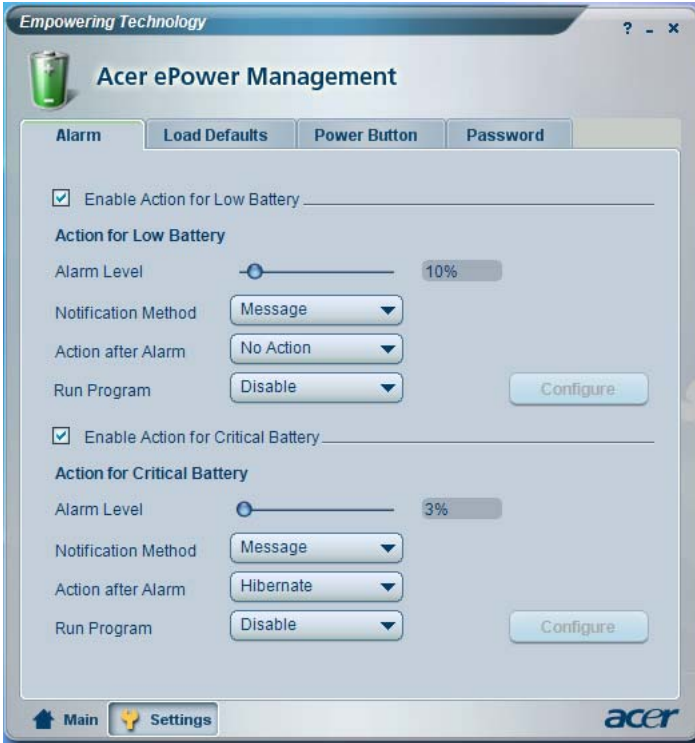 Empowering Technology
? - x
Acer ePower Management
Alarm Load Defaults Power Button Password
Enable Action for Low Battery
Action for Low Battery
Alarm Level 10%
Notification Method Message
Action after Alarm No Action
Run Program Disable Configure
Enable Action for Critical Battery
Action for Critical Battery
Alarm Level 3%
Notification Method Message
Action after Alarm Hibernate
Run Program Disable Configure
Main Settings acer